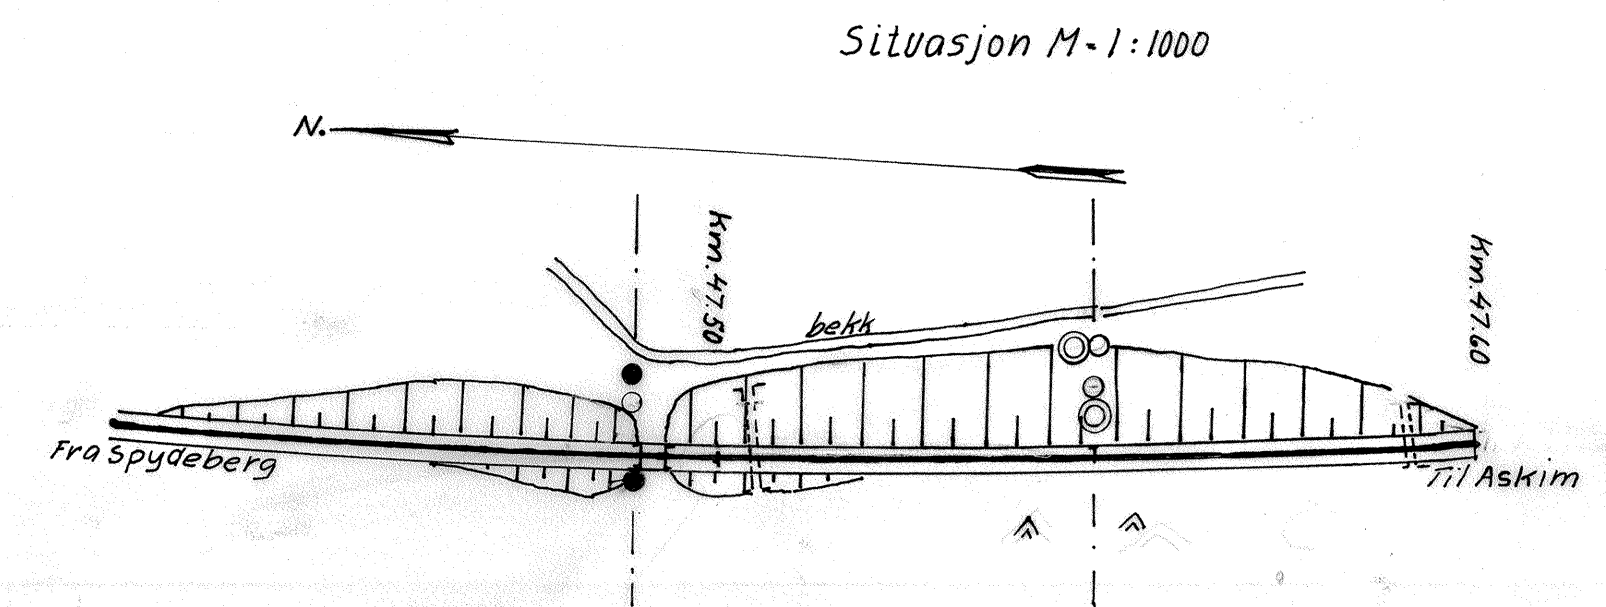 Situasjon M-1:1000
N.
km. 47.50
Km. 47.60
bekk
Fra Spydeberg
Til Askim